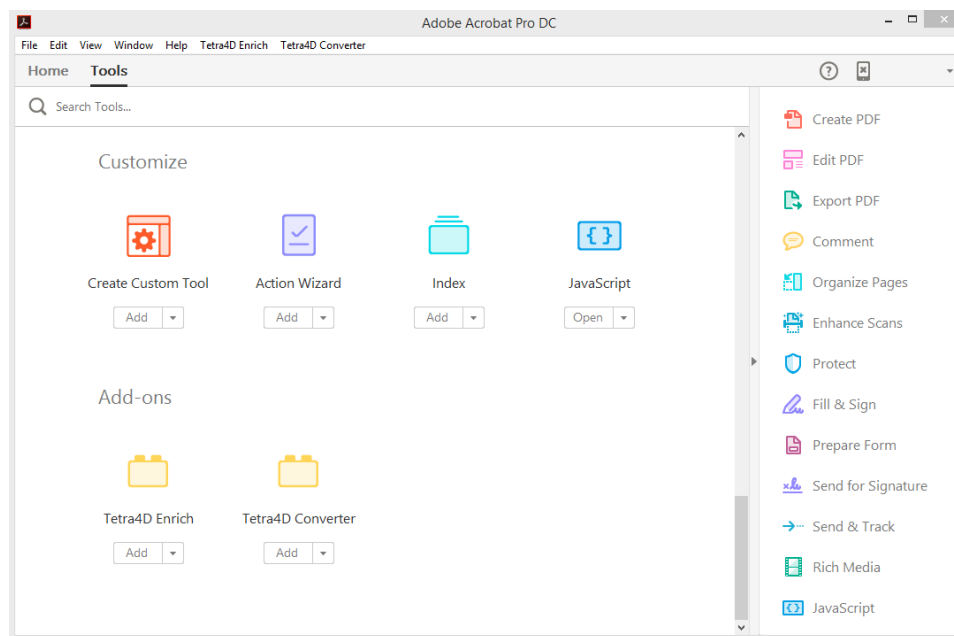 Adobe Acrobat Pro DC
File Edit View Window Help Tetra4D Enrich Tetra4D Converter
Home Tools
Search Tools...
Customize
Create Custom Tool Action Wizard Index JavaScript
Add Add Add Open
Add-ons
Tetra4D Enrich Tetra4D Converter
Add Add
Create PDF
Edit PDF
Export PDF
Comment
Organize Pages
Enhance Scans
Protect
Fill & Sign
Prepare Form
Send for Signature
Send & Track
Rich Media
JavaScript